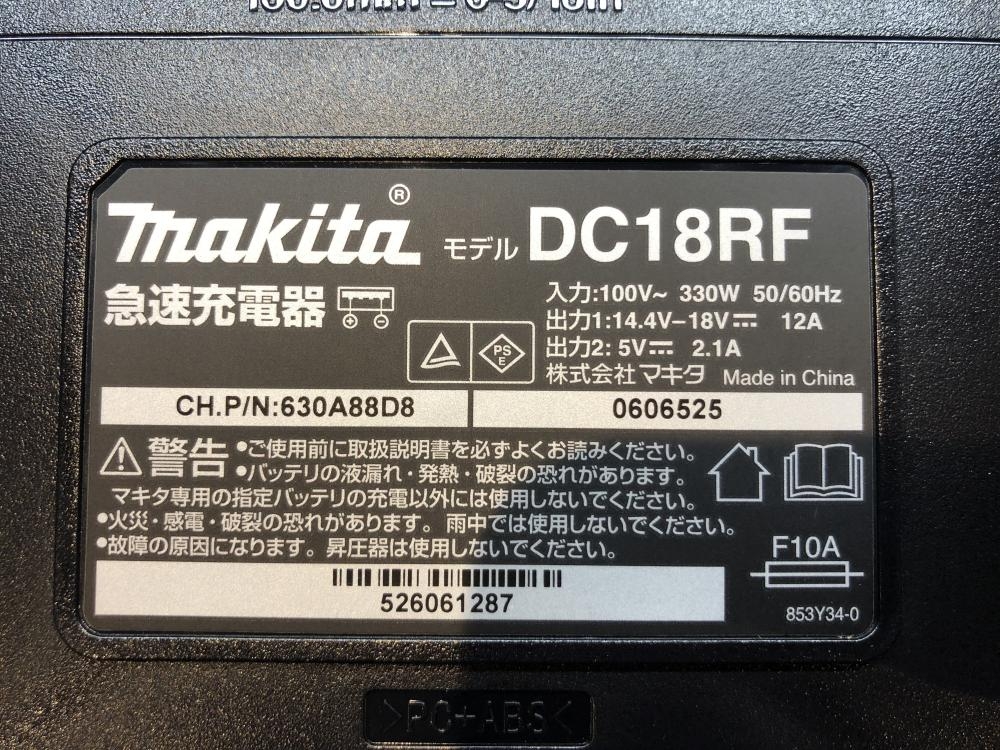 makita® モデル DC18RF
急速充電器
入力:100V~ 330W 50/60Hz
出力1:14.4V-18V⎓ 12A
出力2: 5V⎓ 2.1A
PS
E
株式会社マキタ Made in China
CH.P/N:630A88D8
0606525
警告 •ご使用前に取扱説明書を必ずよくお読みください。
•バッテリの液漏れ・発熱・破裂の恐れがあります。
マキタ専用の指定バッテリの充電以外には使用しないでください。
•火災・感電・破裂の恐れがあります。雨中では使用しないでください。
•故障の原因になります。昇圧器は使用しないでください。
F10A
526061287
853Y34-0
>PC+ABS<